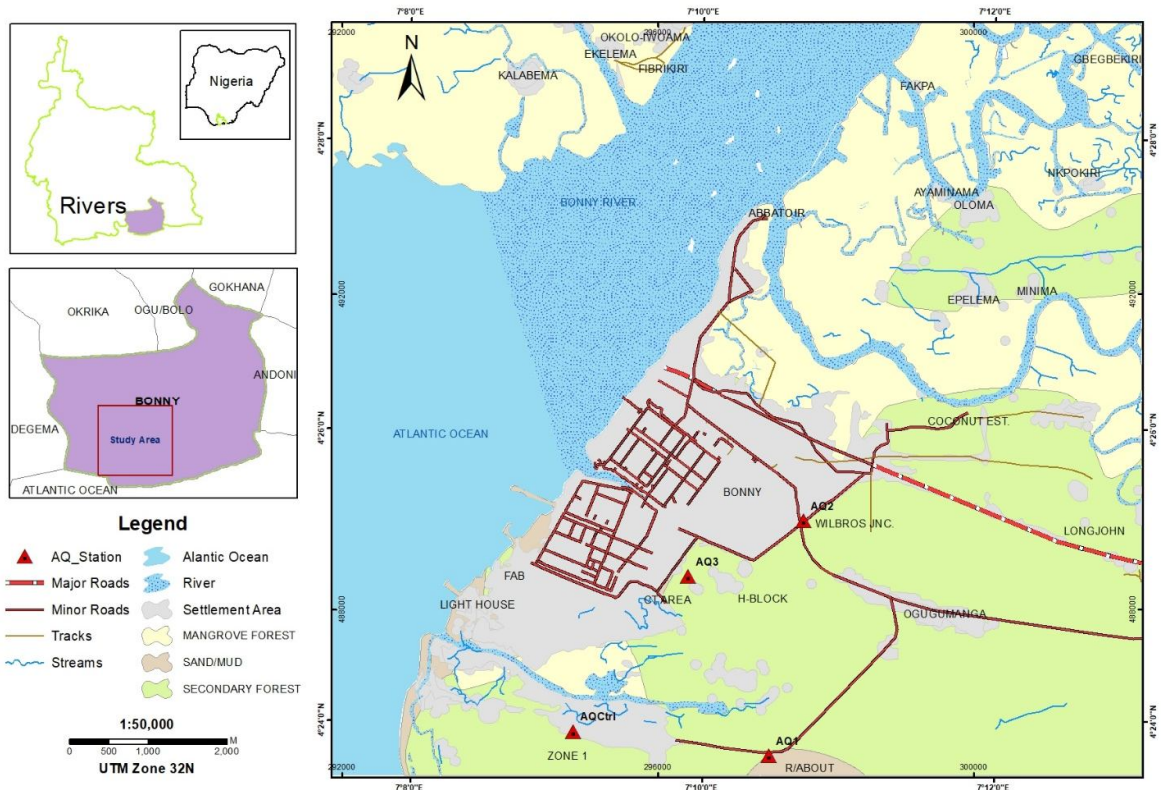 Nigeria
Rivers
GOKHANA
OGU/BOLO
OKRIKA
ANDONI
BONNY
DEGEMA
Study Area
ATLANTIC OCEAN
Legend
AQ_Station
Major Roads
Minor Roads
Tracks
Streams
Alantic Ocean
River
Settlement Area
MANGROVE FOREST
SAND/MUD
SECONDARY FOREST
1:50,000
M
0 500 1,000 2,000
UTM Zone 32N
7°8'0"E 7°10'0"E 7°12'0"E
292000 296000 300000
N
OKOLO-IWOAMA
EKELEMA
FIBRIKIRI
KALABEMA
GBEGBEKIRI
FAKPA
4°28'0"N 4°28'0"N
NKPOKIRI
AYAMINAMA
OLOMA
BONNY RIVER
ABBATOIR
492000 492000
MINIMA
EPELEMA
COCONUT EST.
4°26'0"N 4°26'0"N
ATLANTIC OCEAN
BONNY
AQ2
WILBROS JNC.
LONGJOHN
AQ3
FAB
H-BLOCK
CT AREA
LIGHT HOUSE
OGUGUMANGA
488000 488000
4°24'0"N 4°24'0"N
AQCtrl
ZONE 1
AQ1
R/ABOUT
292000 296000 300000
7°8'0"E 7°10'0"E 7°12'0"E